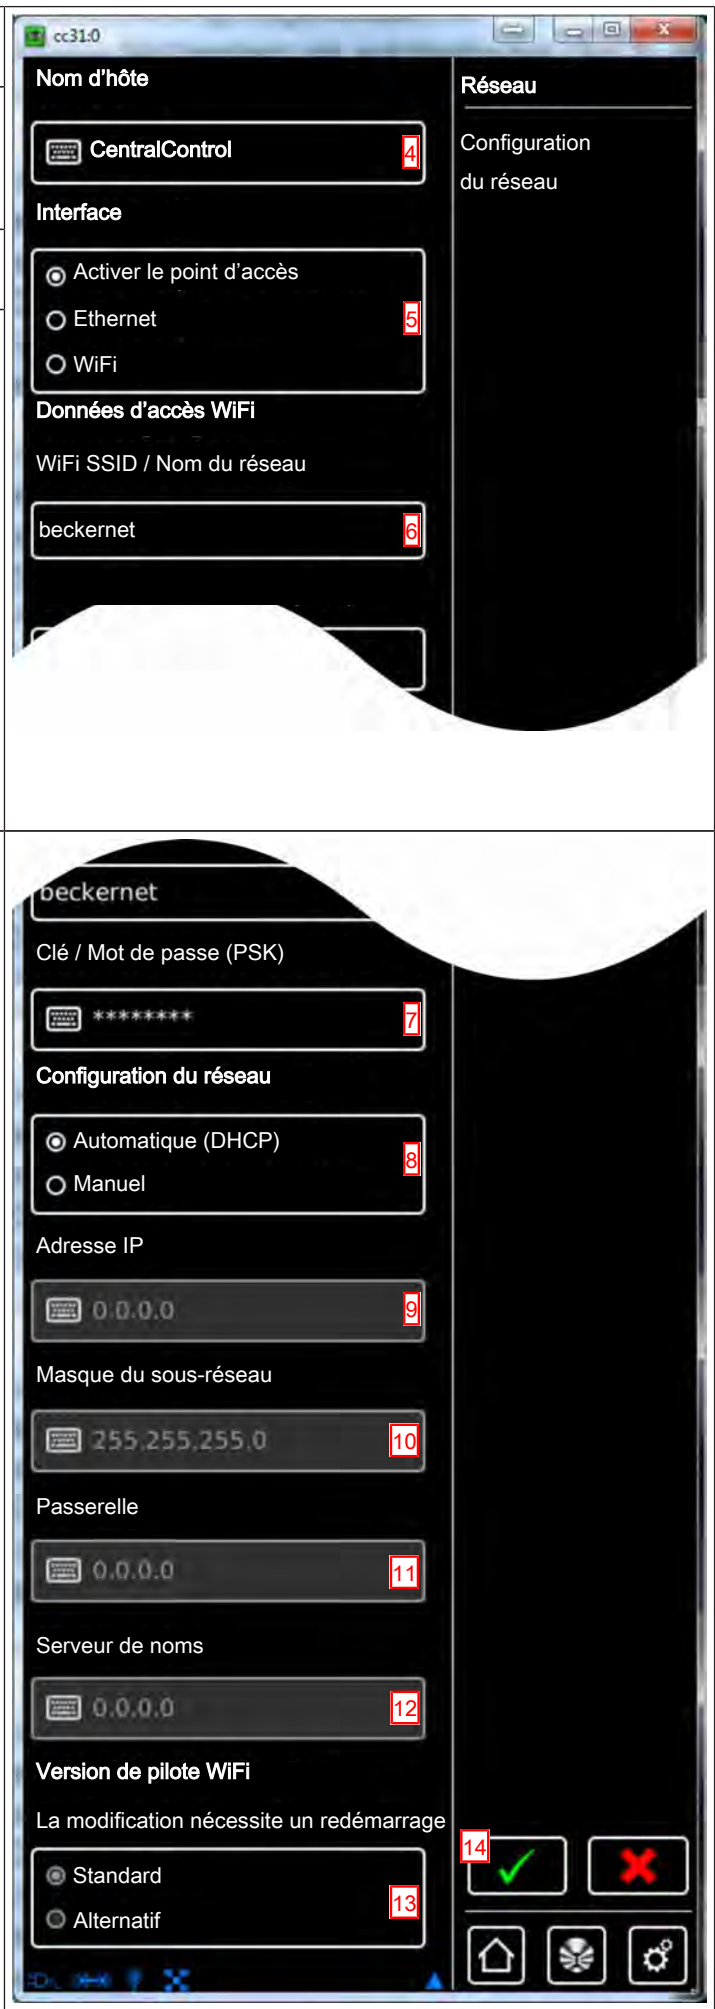 cc31:0
Nom d'hôte
CentralControl
4
Interface
Activer le point d'accès
Ethernet
5
WiFi
Données d'accès WiFi
WiFi SSID / Nom du réseau
beckernet
6
Réseau
Configuration
du réseau
beckernet
Clé / Mot de passe (PSK)
********
7
Configuration du réseau
Automatique (DHCP)
8
Manuel
Adresse IP
0.0.0.0
9
Masque du sous-réseau
255.255.255.0
10
Passerelle
0.0.0.0
11
Serveur de noms
0.0.0.0
12
Version de pilote WiFi
La modification nécessite un redémarrage
Standard
13
Alternatif
14